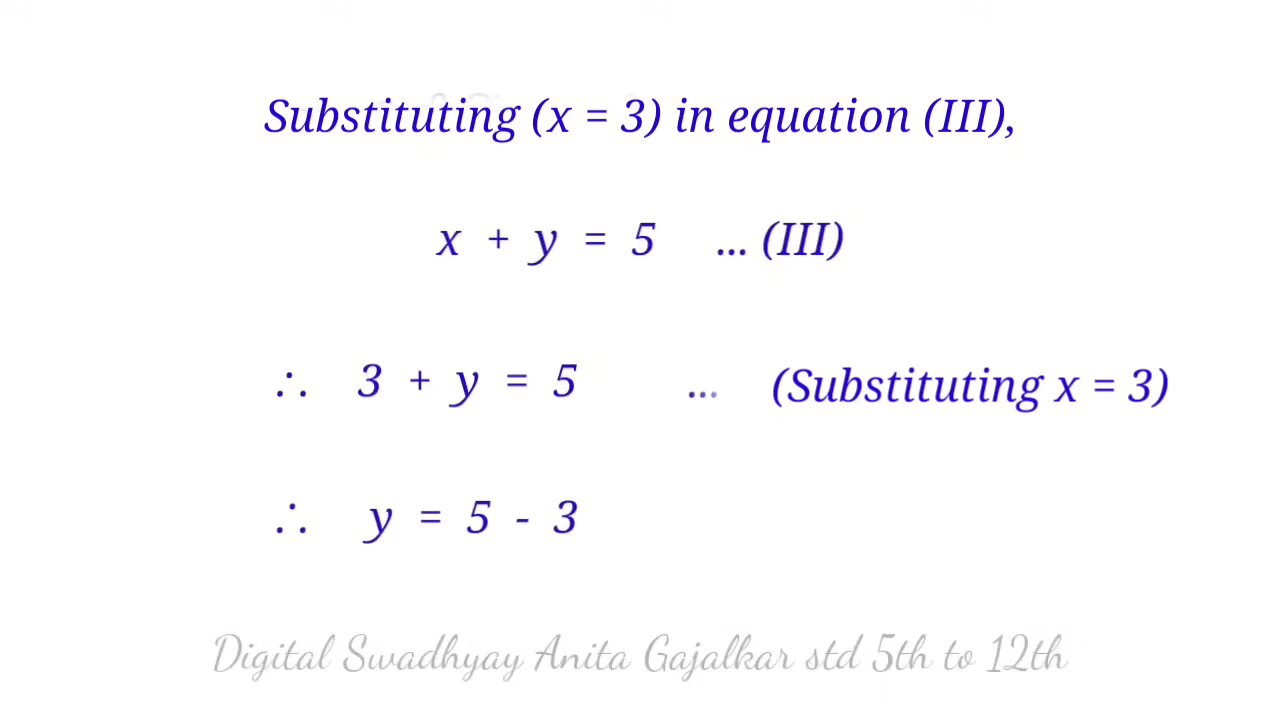 Substituting (x = 3) in equation (III),
x + y = 5 ... (III)
∴ 3 + y = 5 ... (Substituting x = 3)
∴ y = 5 - 3
Digital Swadhyay Anita Gajalkar std 5th to 12th